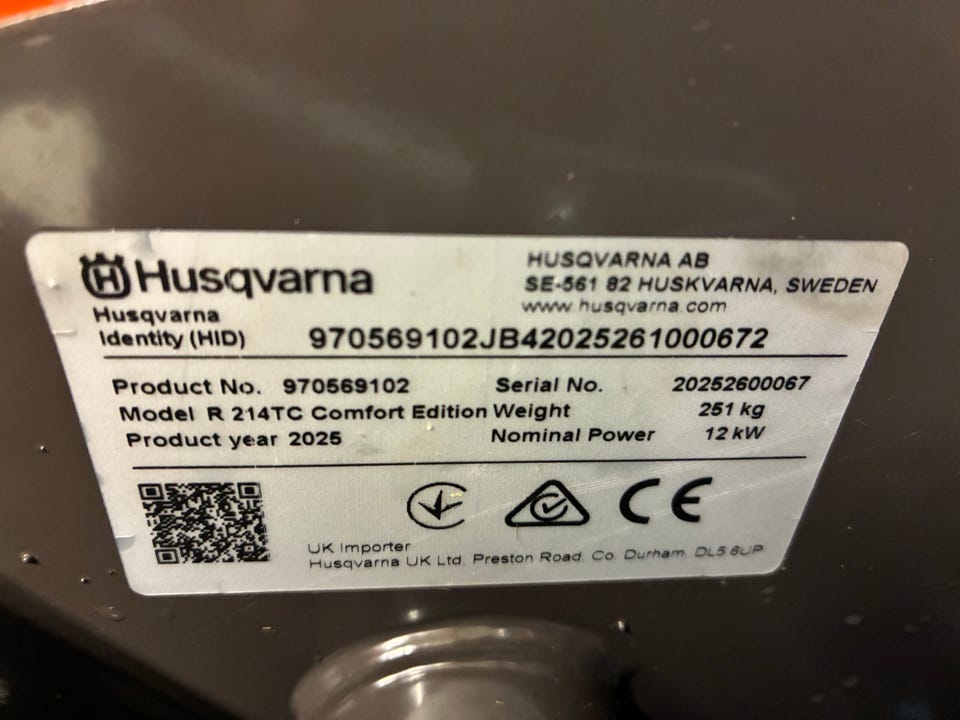 Husqvarna
HUSQVARNA AB
SE-561 82 HUSKVARNA, SWEDEN
www.husqvarna.com
Husqvarna
Identity (HID) 970569102JB42025261000672
Product No. 970569102 Serial No. 20252600067
Model R 214TC Comfort Edition Weight 251 kg
Product year 2025 Nominal Power 12 kW
CE
UK Importer
Husqvarna UK Ltd, Preston Road, Co. Durham, DL5 6UP